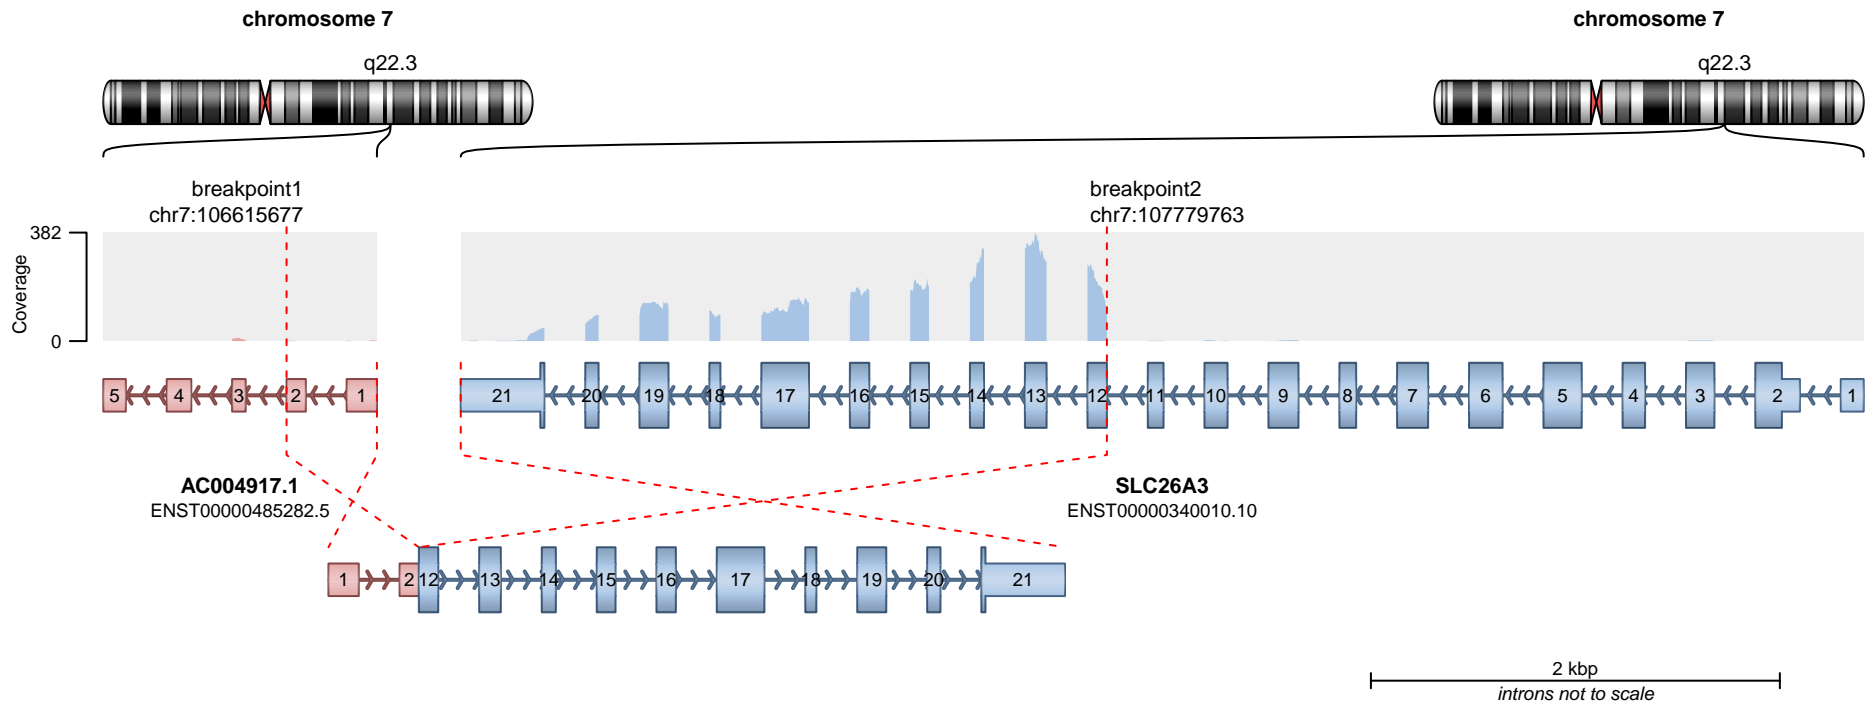 chromosome 7
chromosome 7
q22.3
q22.3
breakpoint1
chr7:106615677
breakpoint2
chr7:107779763
Coverage
382
0
5 4 3 2 1
21 20 19 18 17 16 15 14 13 12 11 10 9 8 7 6 5 4 3 2 1
AC004917.1
ENST00000485282.5
SLC26A3
ENST00000340010.10
1 2 12 13 14 15 16 17 18 19 20 21
2 kbp
introns not to scale